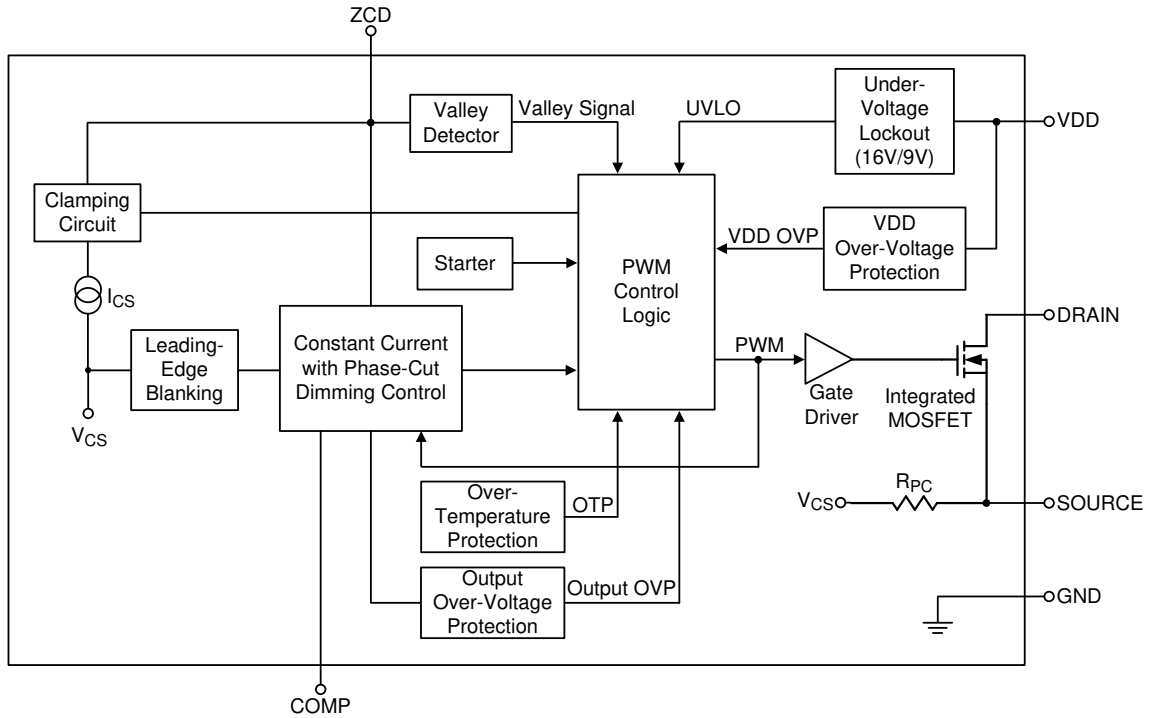 ZCD
Valley
Detector
Valley Signal
UVLO
Under-
Voltage
Lockout
(16V/9V)
VDD
Clamping
Circuit
VDD OVP
VDD
Over-Voltage
Protection
Starter
PWM
Control
Logic
ICS
DRAIN
Leading-
Edge
Blanking
Constant Current
with Phase-Cut
Dimming Control
PWM
Gate
Driver
Integrated
MOSFET
VCS
Over-
Temperature
Protection
OTP
RPC
VCS
SOURCE
Output
Over-Voltage
Protection
Output OVP
GND
COMP